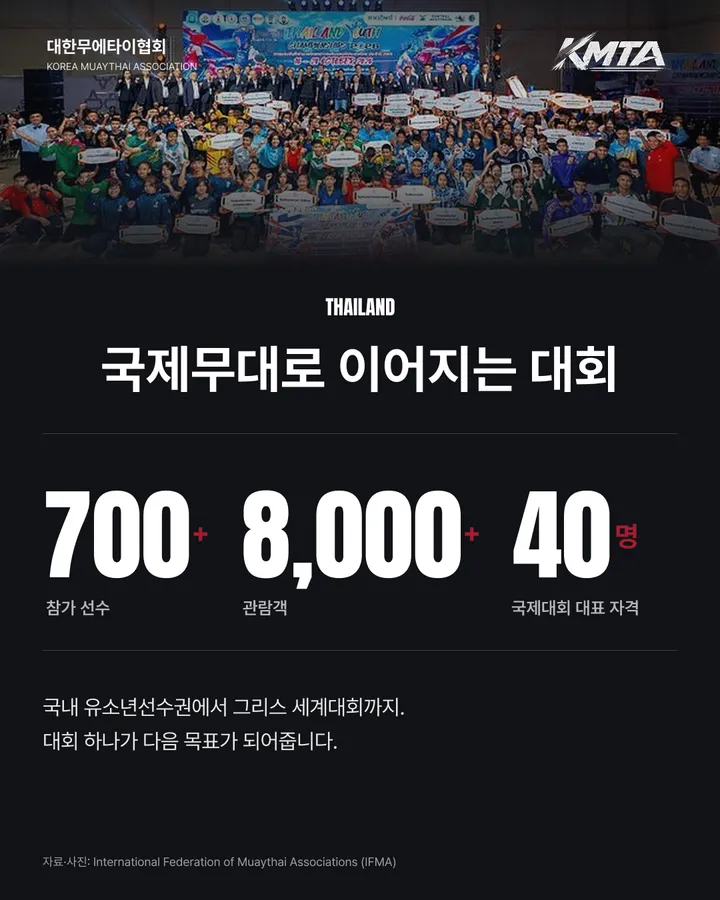 대한무에타이협회
KOREA MUAYTHAI ASSOCIATION
KMTA
THAILAND YOUTH
THAILAND
국제무대로 이어지는 대회
700+ 8,000+ 40명
참가 선수 관람객 국제대회 대표 자격
국내 유소년선수권에서 그리스 세계대회까지.
대회 하나가 다음 목표가 되어줍니다.
자료·사진: International Federation of Muaythai Associations (IFMA)